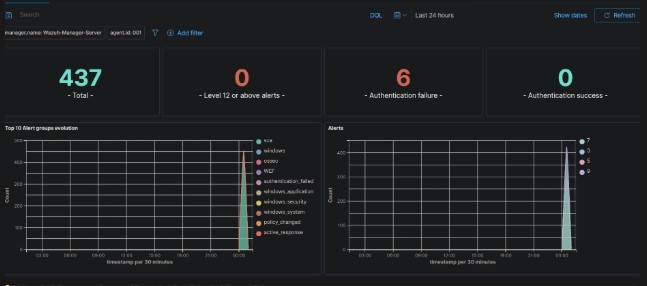 Search
DQL
Last 24 hours
Show dates
Refresh
manager.name: Wazuh-Manager-Server
agent.id: 001
Add filter
437
- Total -
0
- Level 12 or above alerts -
6
- Authentication failure -
0
- Authentication success -
Top 10 Alert groups evolution
Count
500
400
300
200
100
0
03:00 06:00 09:00 12:00 15:00 18:00 21:00 00:00
timestamp per 30 minutes
sca
windows
WEF
authentication_failed
windows_application
windows_security
windows_system
policy_changed
active_response
Alerts
Count
400
300
200
100
0
03:00 06:00 09:00 12:00 15:00 18:00 21:00 00:00
timestamp per 30 minutes
7
3
5
9